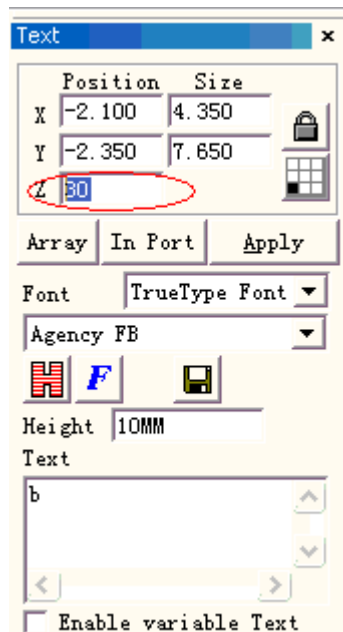 Text
Position Size
X -2.100 4.350
Y -2.350 7.650
Z 30
Array In Port Apply
Font TrueType Font
Agency FB
H F
Height 10MM
Text
b
Enable variable Text